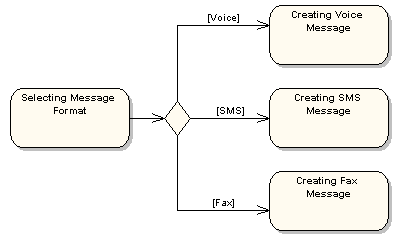 [Voice]
Creating Voice
Message
Selecting Message
Format
[SMS]
Creating SMS
Message
[Fax]
Creating Fax
Message